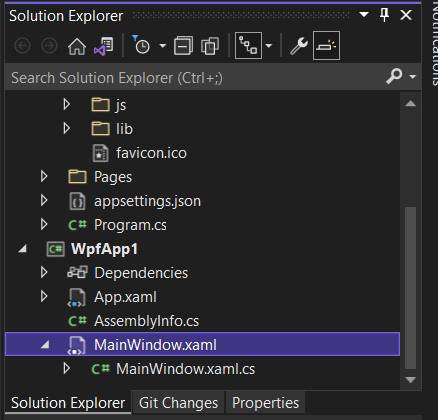 Solution Explorer
Search Solution Explorer (Ctrl+;)
js
lib
favicon.ico
Pages
appsettings.json
C# Program.cs
C# WpfApp1
Dependencies
App.xaml
C# AssemblyInfo.cs
MainWindow.xaml
C# MainWindow.xaml.cs
Solution Explorer Git Changes Properties
Notifications